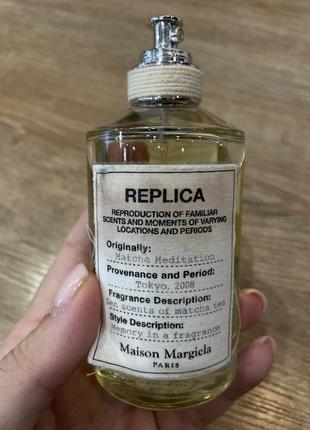 REPLICA
REPRODUCTION OF FAMILIAR
SCENTS AND MOMENTS OF VARYING
LOCATIONS AND PERIODS
Originally:
Matcha Meditation
Provenance and Period:
Tokyo, 2008
Fragrance Description:
Zen scents of matcha tea
Style Description:
Memory in a fragrance
Maison Margiela
PARIS